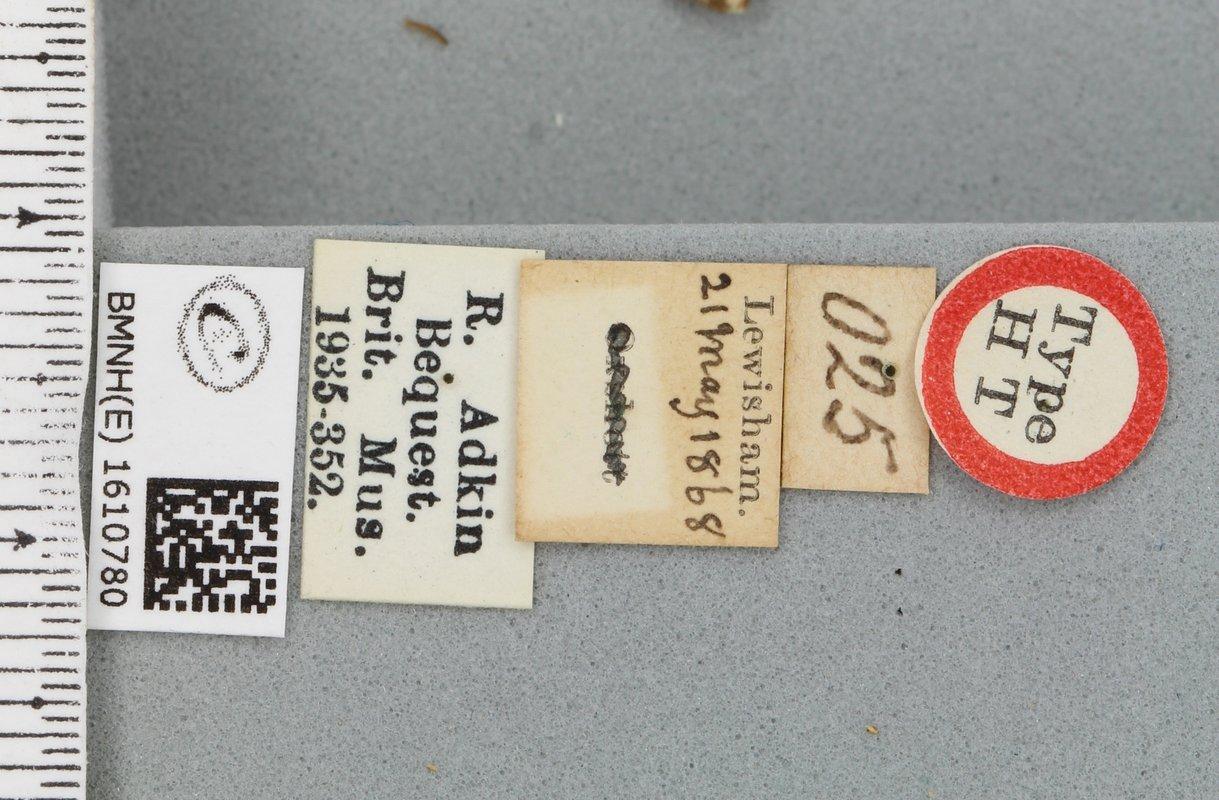 BMNH(E) 1610780
R. Adkin
Bequest.
Brit. Mus.
1935-352.
Lewisham.
21 May 1868
025
Type
H T